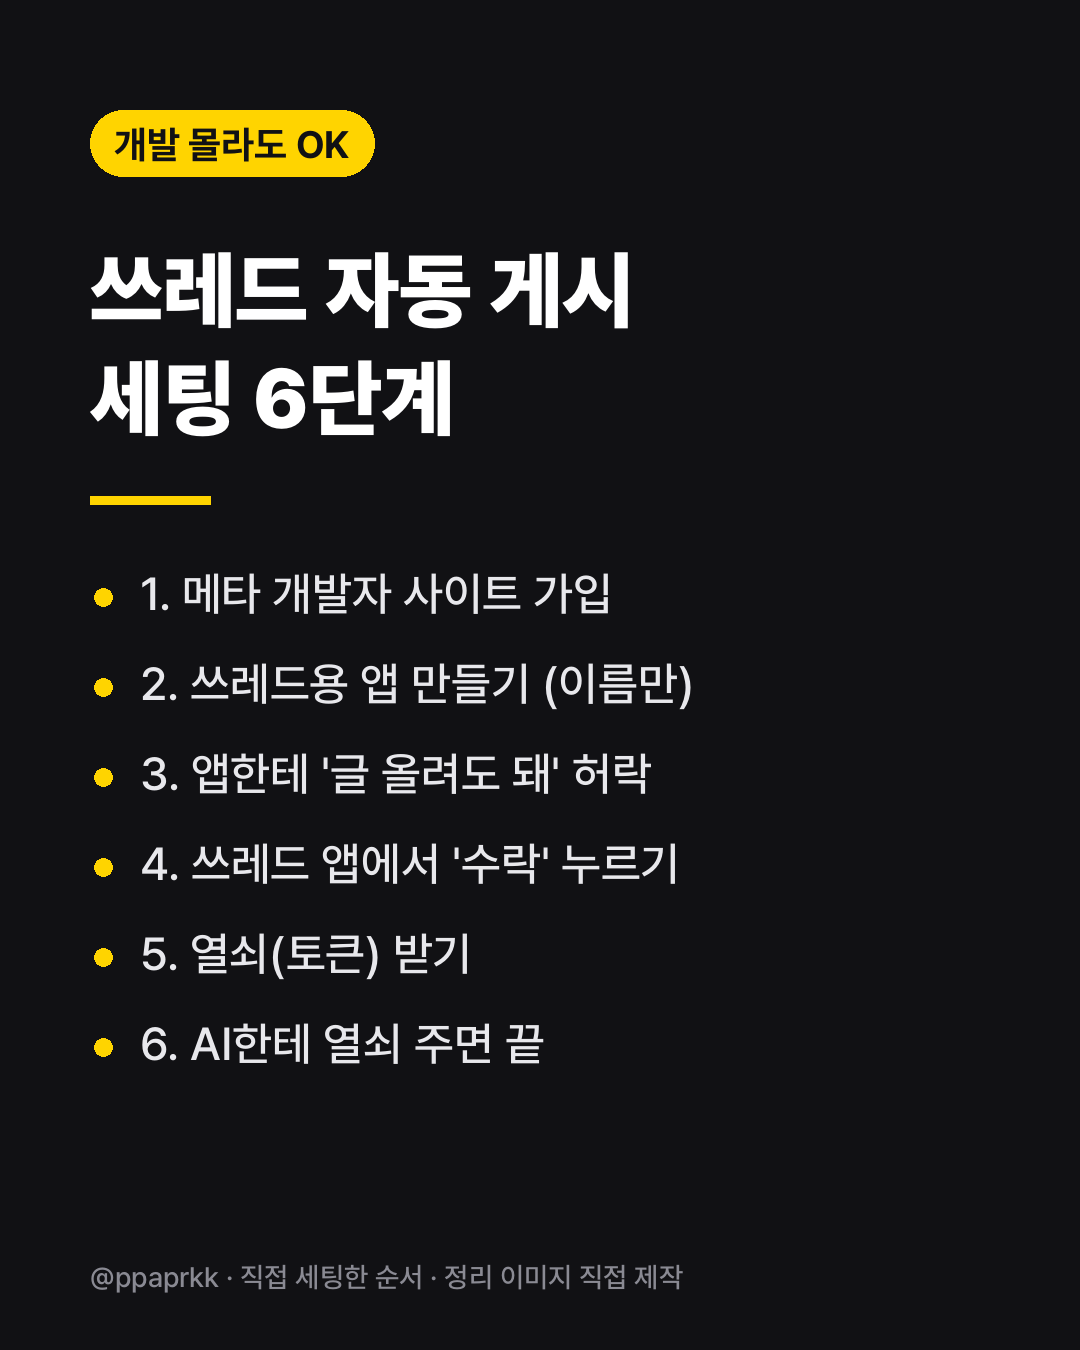 개발 몰라도 OK
쓰레드 자동 게시
세팅 6단계
1. 메타 개발자 사이트 가입
2. 쓰레드용 앱 만들기 (이름만)
3. 앱한테 '글 올려도 돼' 허락
4. 쓰레드 앱에서 '수락' 누르기
5. 열쇠(토큰) 받기
6. AI한테 열쇠 주면 끝
@ppaprkk · 직접 세팅한 순서 · 정리 이미지 직접 제작